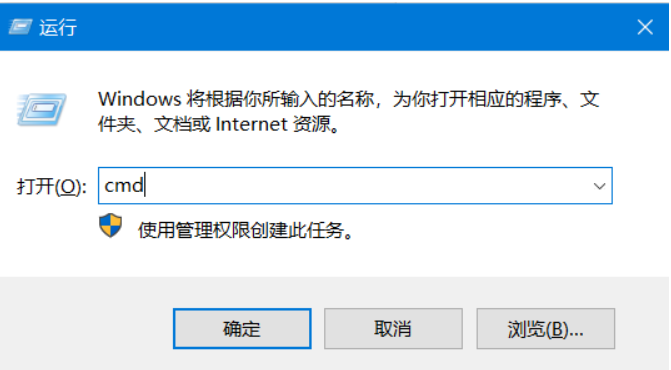 运行
Windows 将根据你所输入的名称，为你打开相应的程序、文
件夹、文档或 Internet 资源。
打开(O): cmd
使用管理权限创建此任务。
确定 取消 浏览(B)...